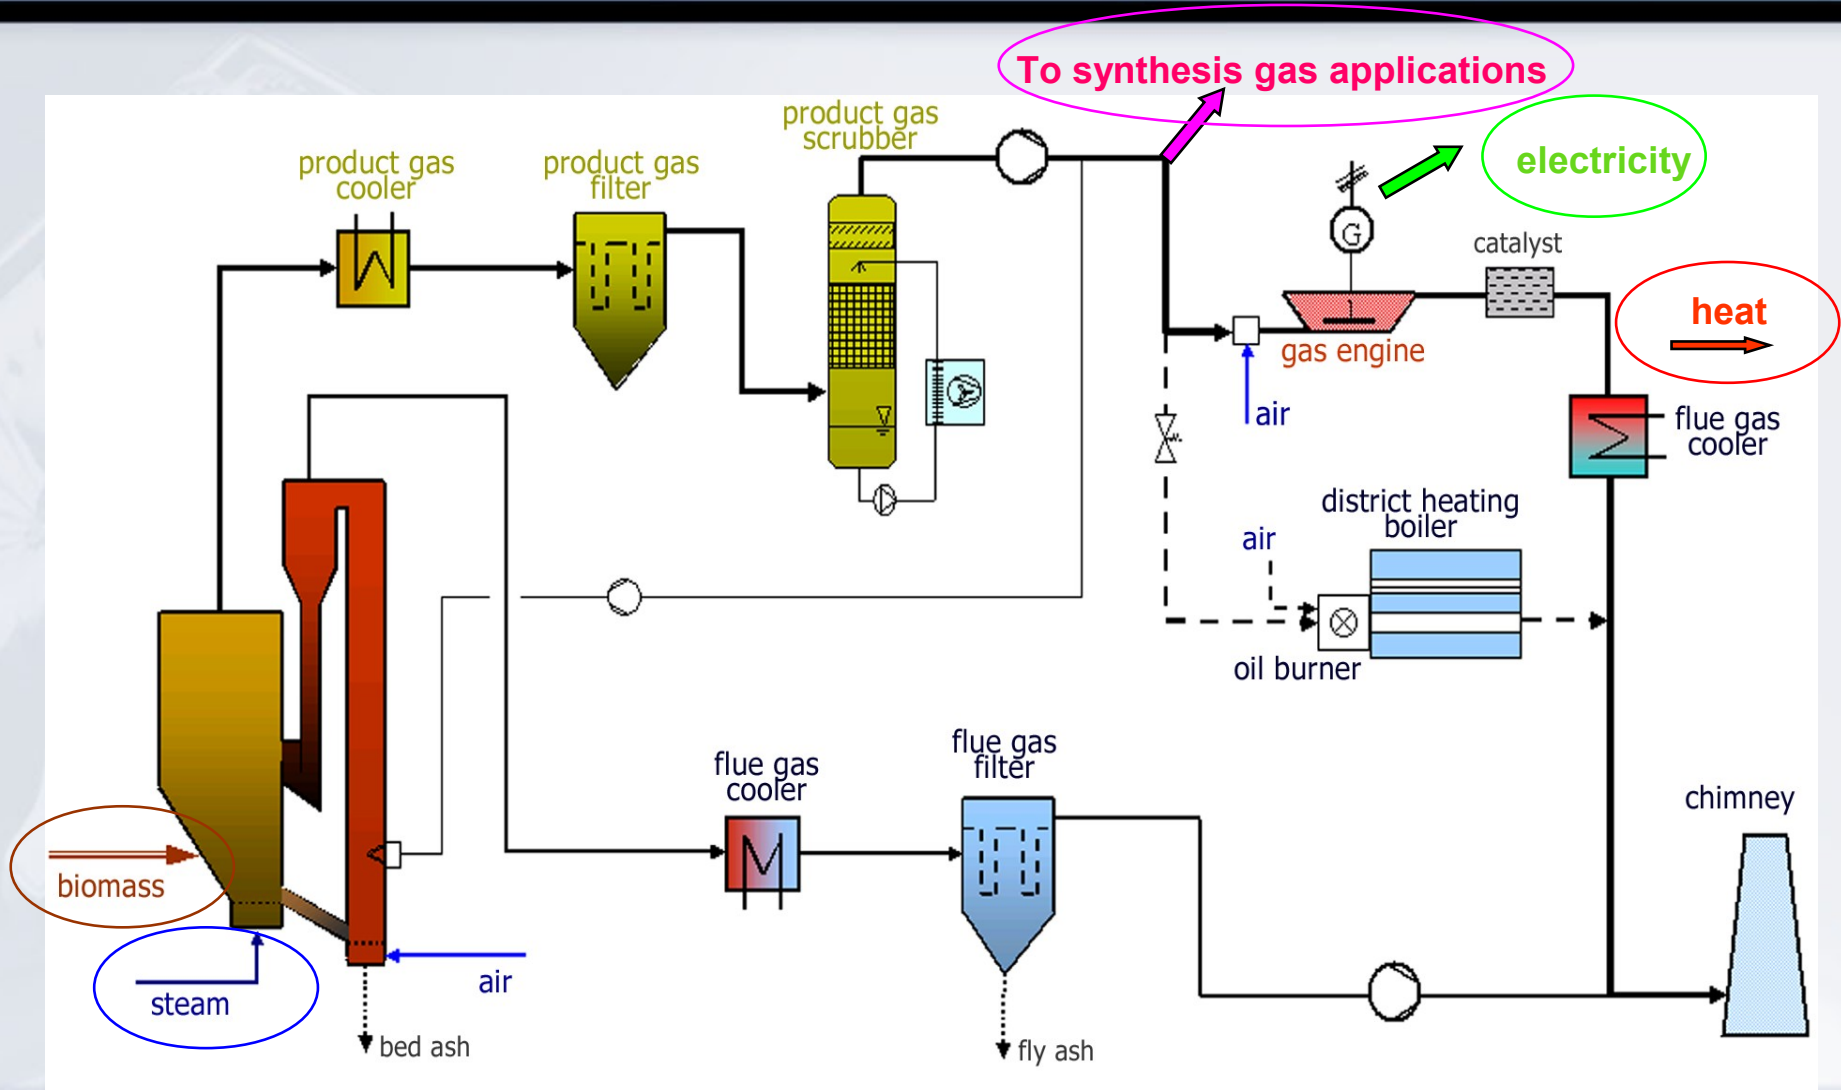 To synthesis gas applications
product gas
scrubber
product gas
cooler
product gas
filter
electricity
G
catalyst
heat
gas engine
air
flue gas
cooler
district heating
boiler
air
oil burner
flue gas
cooler
flue gas
filter
chimney
biomass
steam
air
bed ash
fly ash